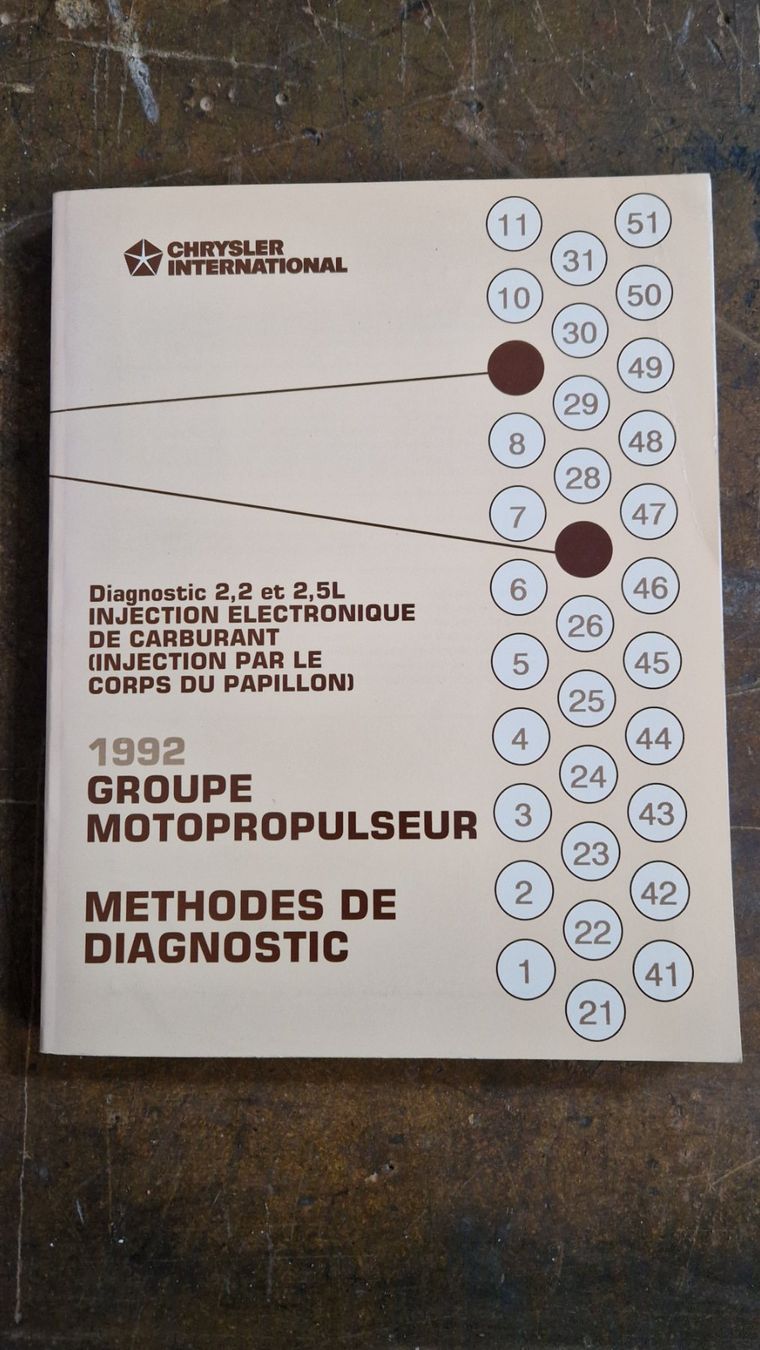 CHRYSLER
INTERNATIONAL
Diagnostic 2,2 et 2,5L
INJECTION ELECTRONIQUE
DE CARBURANT
(INJECTION PAR LE
CORPS DU PAPILLON)
1992
GROUPE
MOTOPROPULSEUR
METHODES DE
DIAGNOSTIC
11
10
8
7
6
5
4
3
2
1
31
30
29
28
26
25
24
23
22
21
51
50
49
48
47
46
45
44
43
42
41